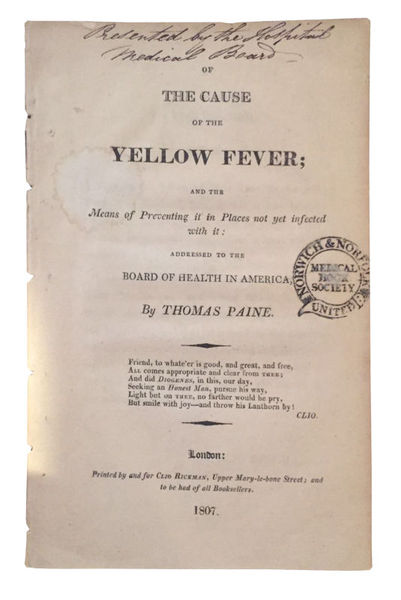 Presented by the Hospital
Medical Board
OF
THE CAUSE
OF THE
YELLOW FEVER;
AND THE
Means of Preventing it in Places not yet infected
with it:
ADDRESSED TO THE
BOARD OF HEALTH IN AMERICA,
By THOMAS PAINE.
NORWICH & NORFOLK
MEDICAL
BOOK
SOCIETY
UNITED
Friend, to whate'er is good, and great, and free,
ALL comes appropriate and clear from THEE;
And did DIOGENES, in this, our day,
Seeking an Honest Man, pursue his way,
Light but on THEE, no farther would be pry,
But smile with joy—and throw his Lanthorn by!
CLIO.
London:
Printed by and for CLIO RICKMAN, Upper Mary-le-bone Street; and
to be had of all Booksellers.
1807.